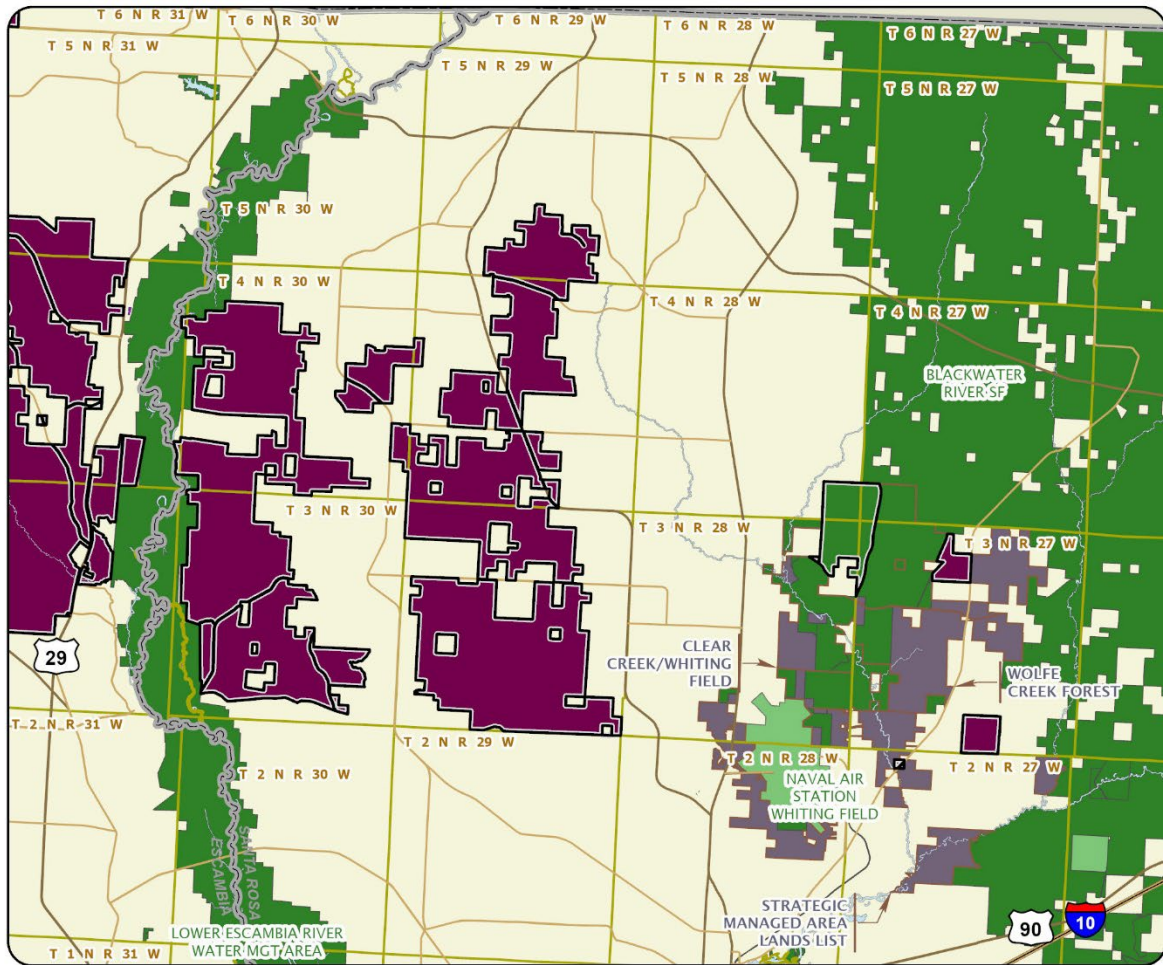 T 6 N R 31 W
T 6 N R 30 W
T 6 N R 29 W
T 6 N R 28 W
T 6 N R 27 W
T 5 N R 31 W
T 5 N R 29 W
T 5 N R 28 W
T 5 N R 27 W
T 5 N R 30 W
T 4 N R 30 W
T 4 N R 28 W
T 4 N R 27 W
BLACKWATER
RIVER SF
T 3 N R 30 W
T 3 N R 28 W
T 3 N R 27 W
29
CLEAR
CREEK/WHITING
FIELD
WOLFE
CREEK FOREST
T 2 N R 31 W
T 2 N R 29 W
T 2 N R 28 W
T 2 N R 27 W
T 2 N R 30 W
NAVAL AIR
STATION
WHITING FIELD
SANTA ROSA
ESCAMBIA
STRATEGIC
MANAGED AREA
LANDS LIST
LOWER ESCAMBIA RIVER
WATER MGT AREA
90
10
T 1 N R 31 W